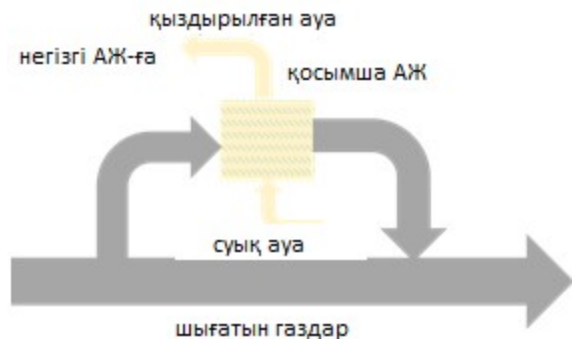 қыздырылған ауа
негізгі АЖ-ға
қосымша АЖ
суық ауа
шығатын газдар